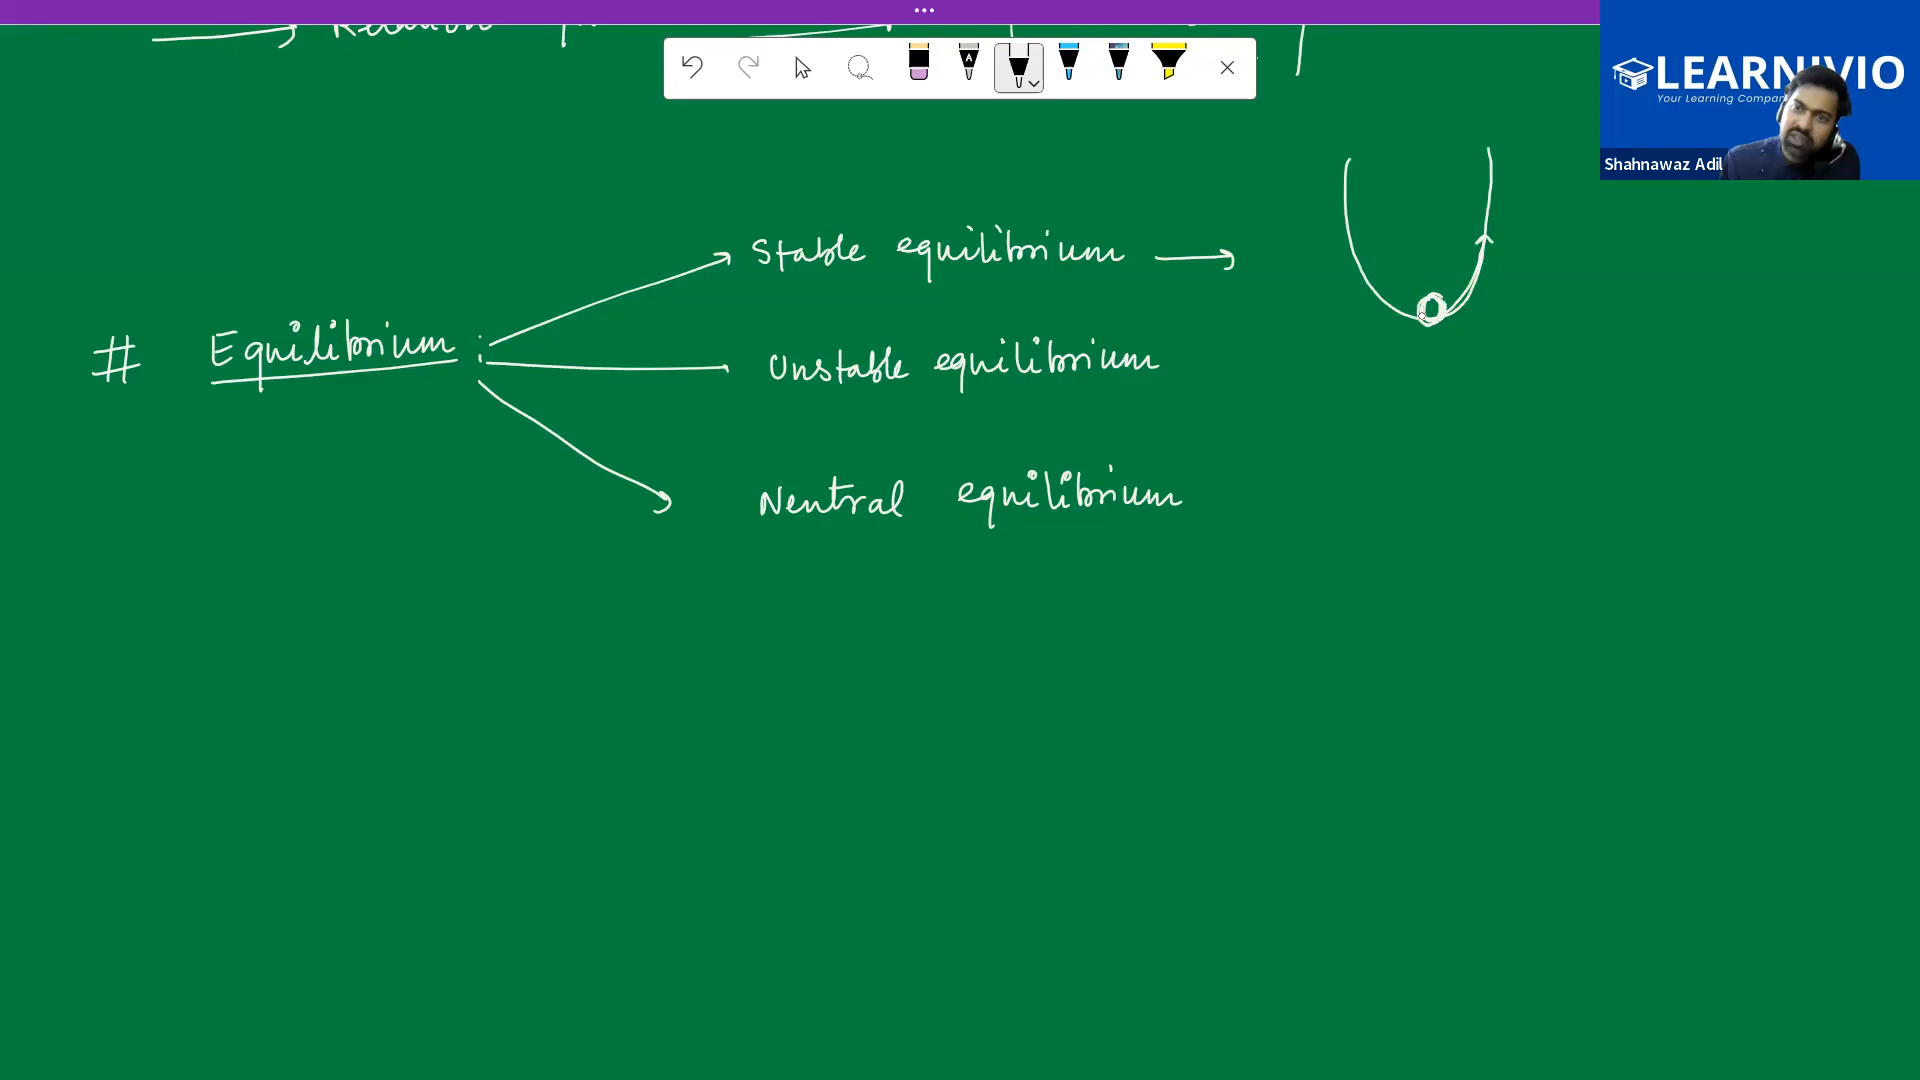 LEARNIVIO
Your Learning Compan
Shahnawaz Adil
Stable equilibrium
# Equilibrium :
Unstable equilibrium
Neutral equilibrium